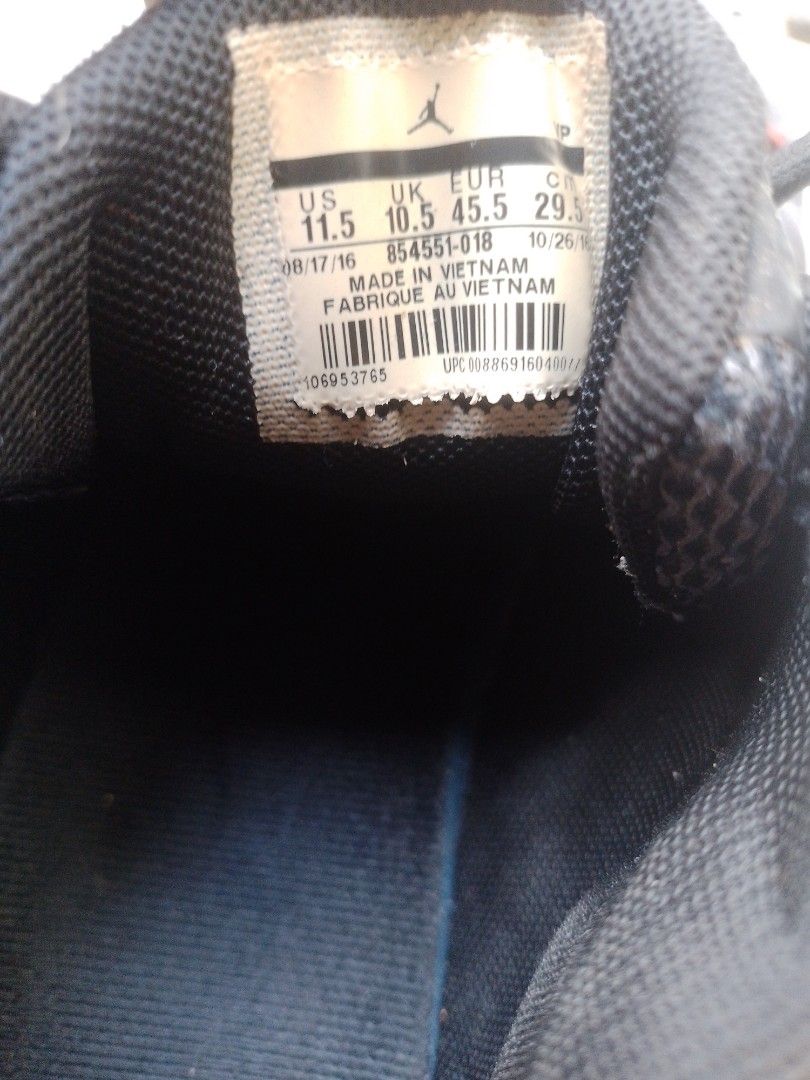 US UK EUR cm
11.5 10.5 45.5 29.5
08/17/16 854551-018 10/26/16
MADE IN VIETNAM
FABRIQUE AU VIETNAM
106953765